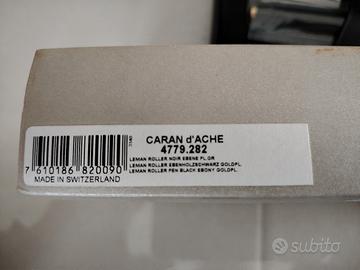 CARAN d'ACHE
4779.282
LEMAN ROLLER NOIR EBENE PL.OR
LEMAN ROLLER EBENHOLZSCHWARZ GOLDPL.
LEMAN ROLLER PEN BLACK EBONY GOLDPL.
7 610186 820090
MADE IN SWITZERLAND
subito